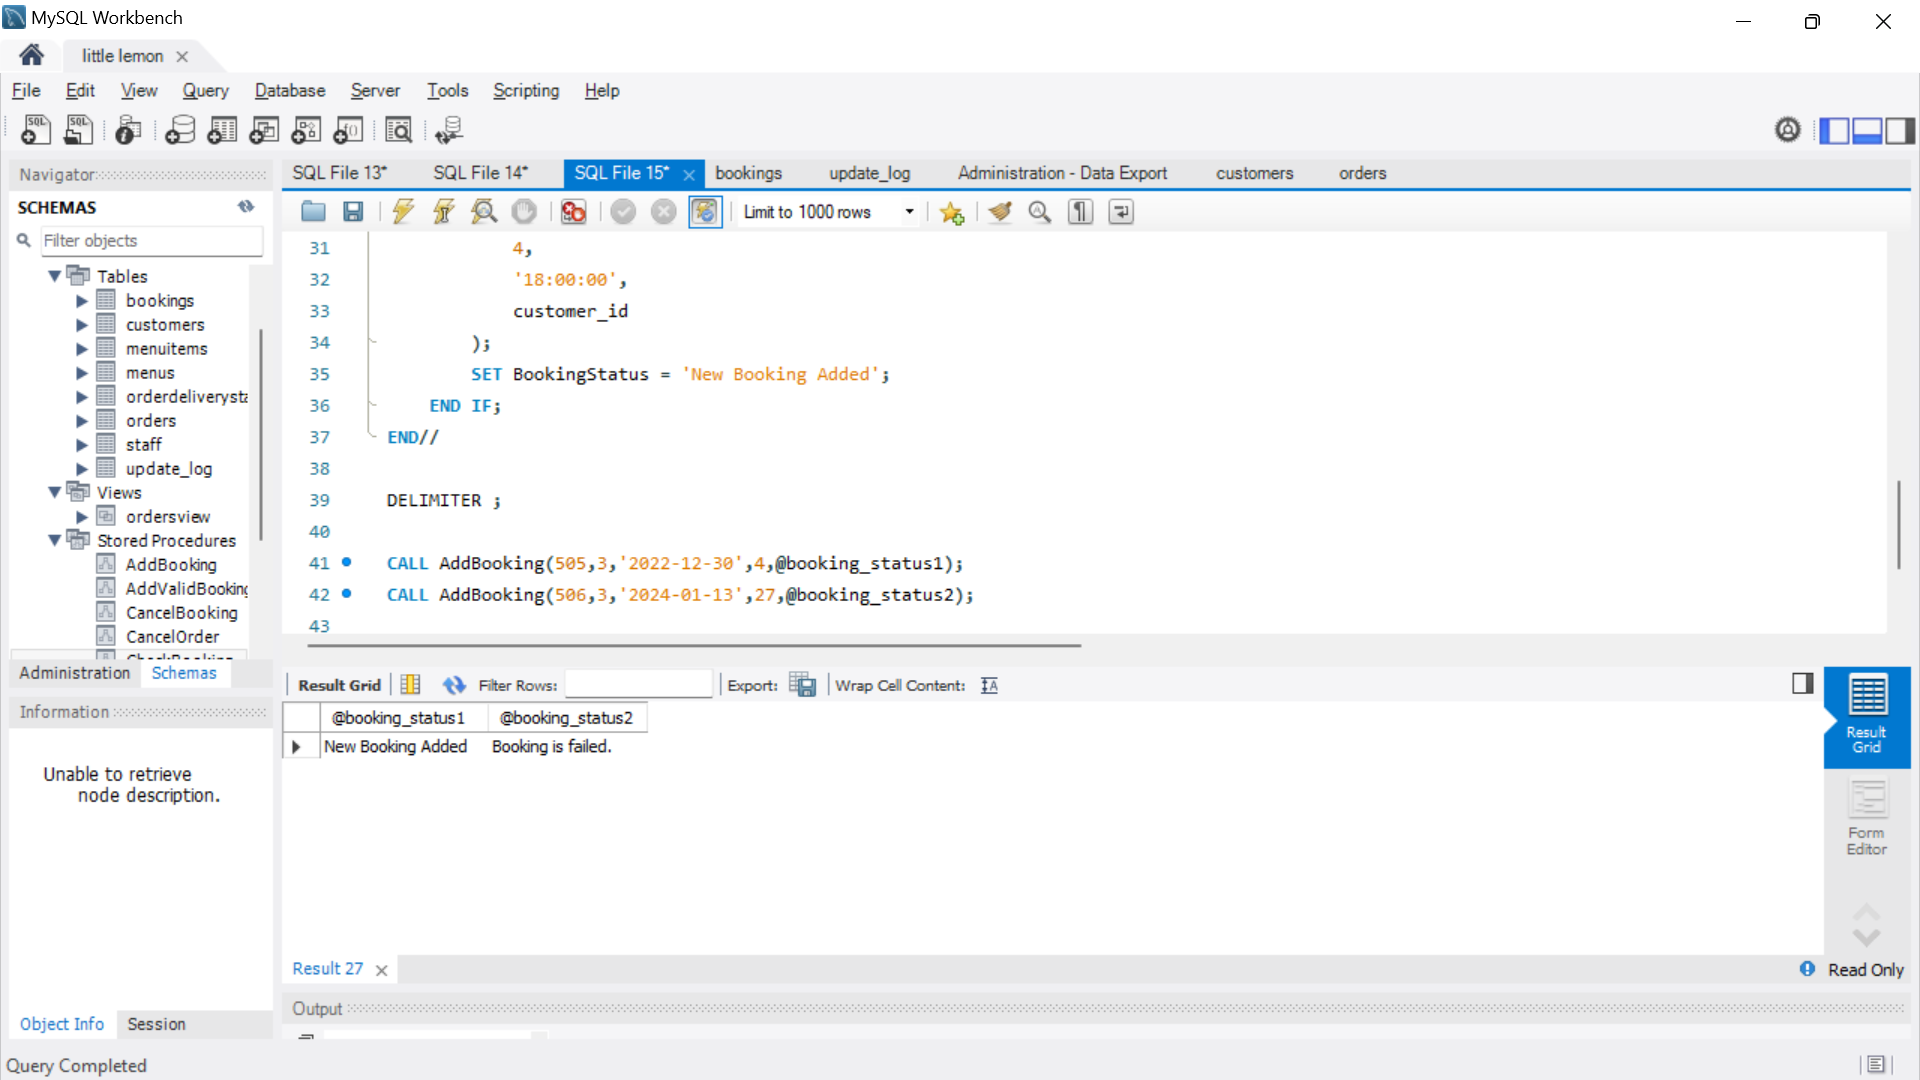 MySQL Workbench
little lemon
File Edit View Query Database Server Tools Scripting Help
Navigator
SCHEMAS
Filter objects
Tables
bookings
customers
menuitems
menus
orderdeliverysta
orders
staff
update_log
Views
ordersview
Stored Procedures
AddBooking
AddValidBooking
CancelBooking
CancelOrder
Administration Schemas
Information
Unable to retrieve
node description.
Object Info Session
SQL File 13* SQL File 14* SQL File 15* bookings update_log Administration - Data Export customers orders
Limit to 1000 rows
31 4,
32 '18:00:00',
33 customer_id
34 );
35 SET BookingStatus = 'New Booking Added';
36 END IF;
37 END//
38
39 DELIMITER ;
40
41 CALL AddBooking(505,3,'2022-12-30',4,@booking_status1);
42 CALL AddBooking(506,3,'2024-01-13',27,@booking_status2);
43
Result Grid Filter Rows: Export: Wrap Cell Content:
@booking_status1 @booking_status2
New Booking Added Booking is failed.
Result
Grid
Form
Editor
Result 27
Read Only
Output
Query Completed